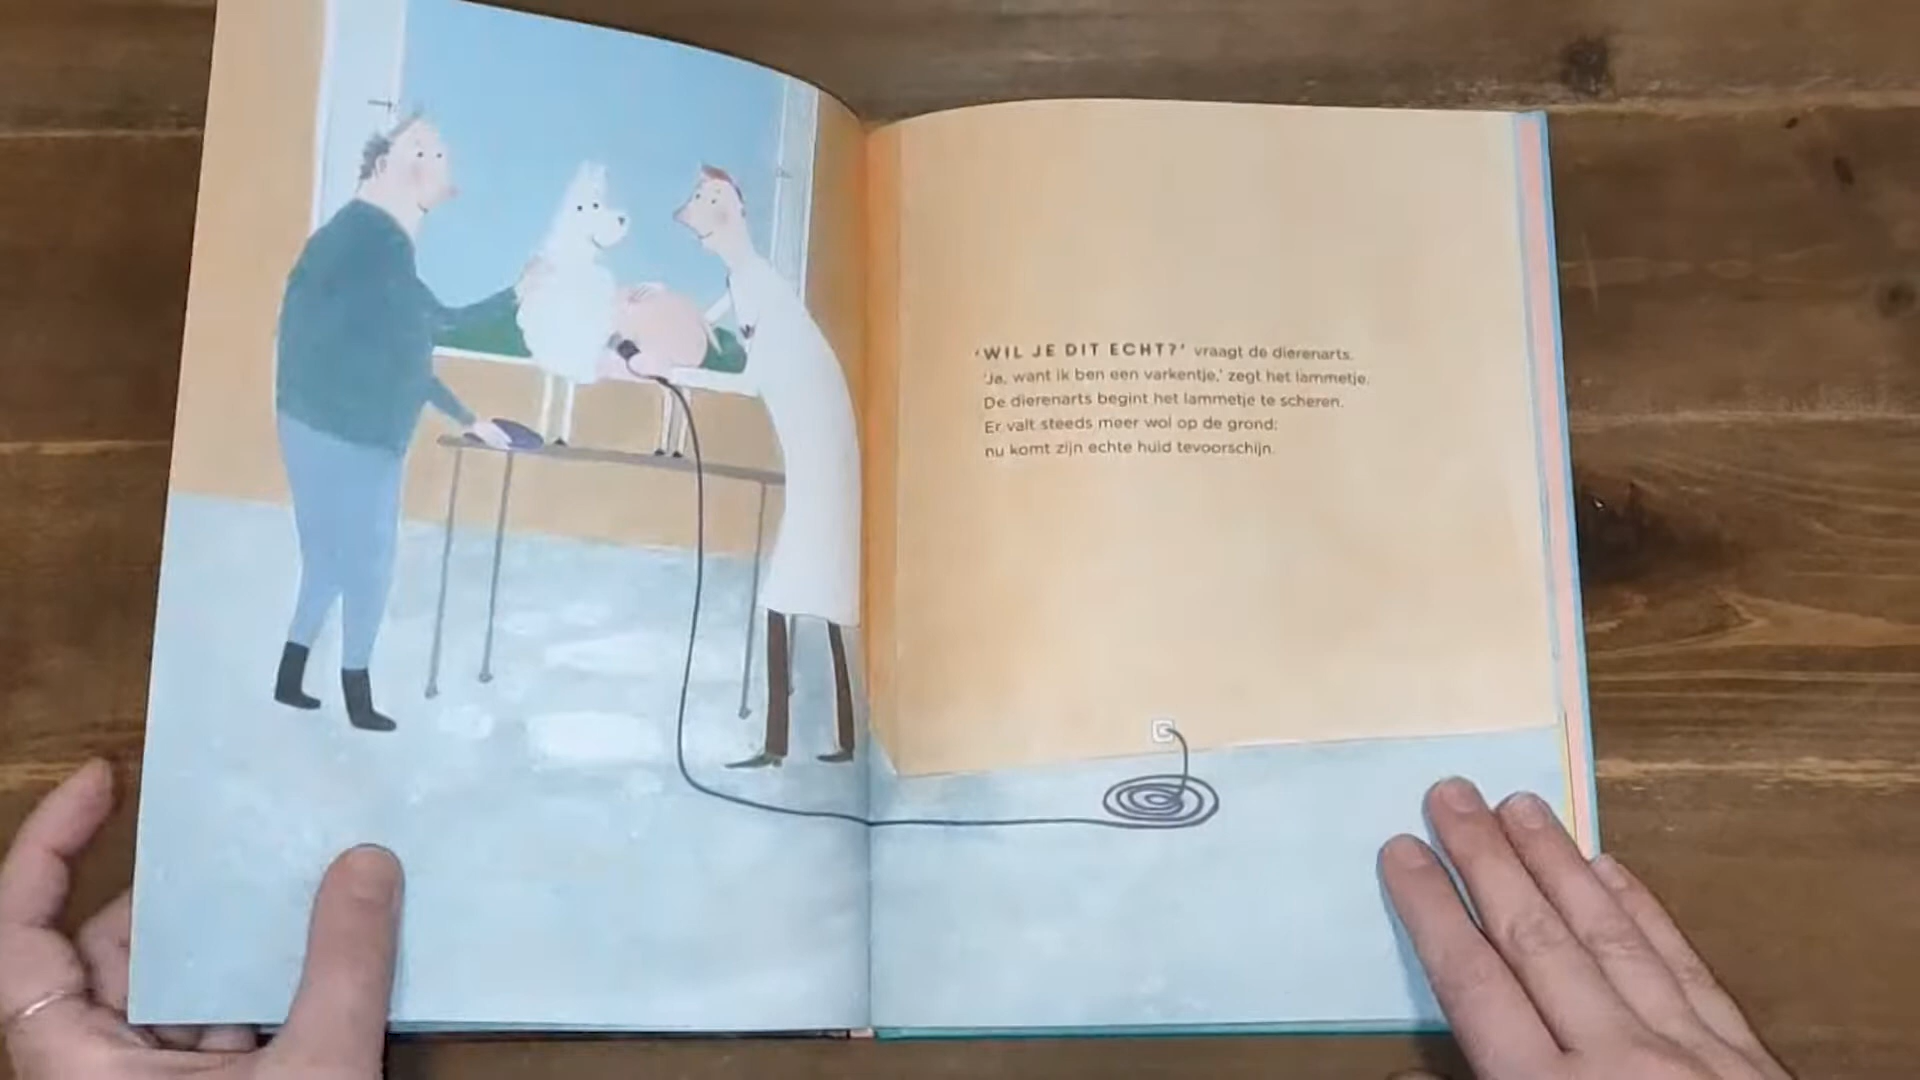 ‘WIL JE DIT ECHT?’ vraagt de dierenarts.
‘Ja, want ik ben een varkentje,’ zegt het lammetje.
De dierenarts begint het lammetje te scheren.
Er valt steeds meer wol op de grond:
nu komt zijn echte huid tevoorschijn.